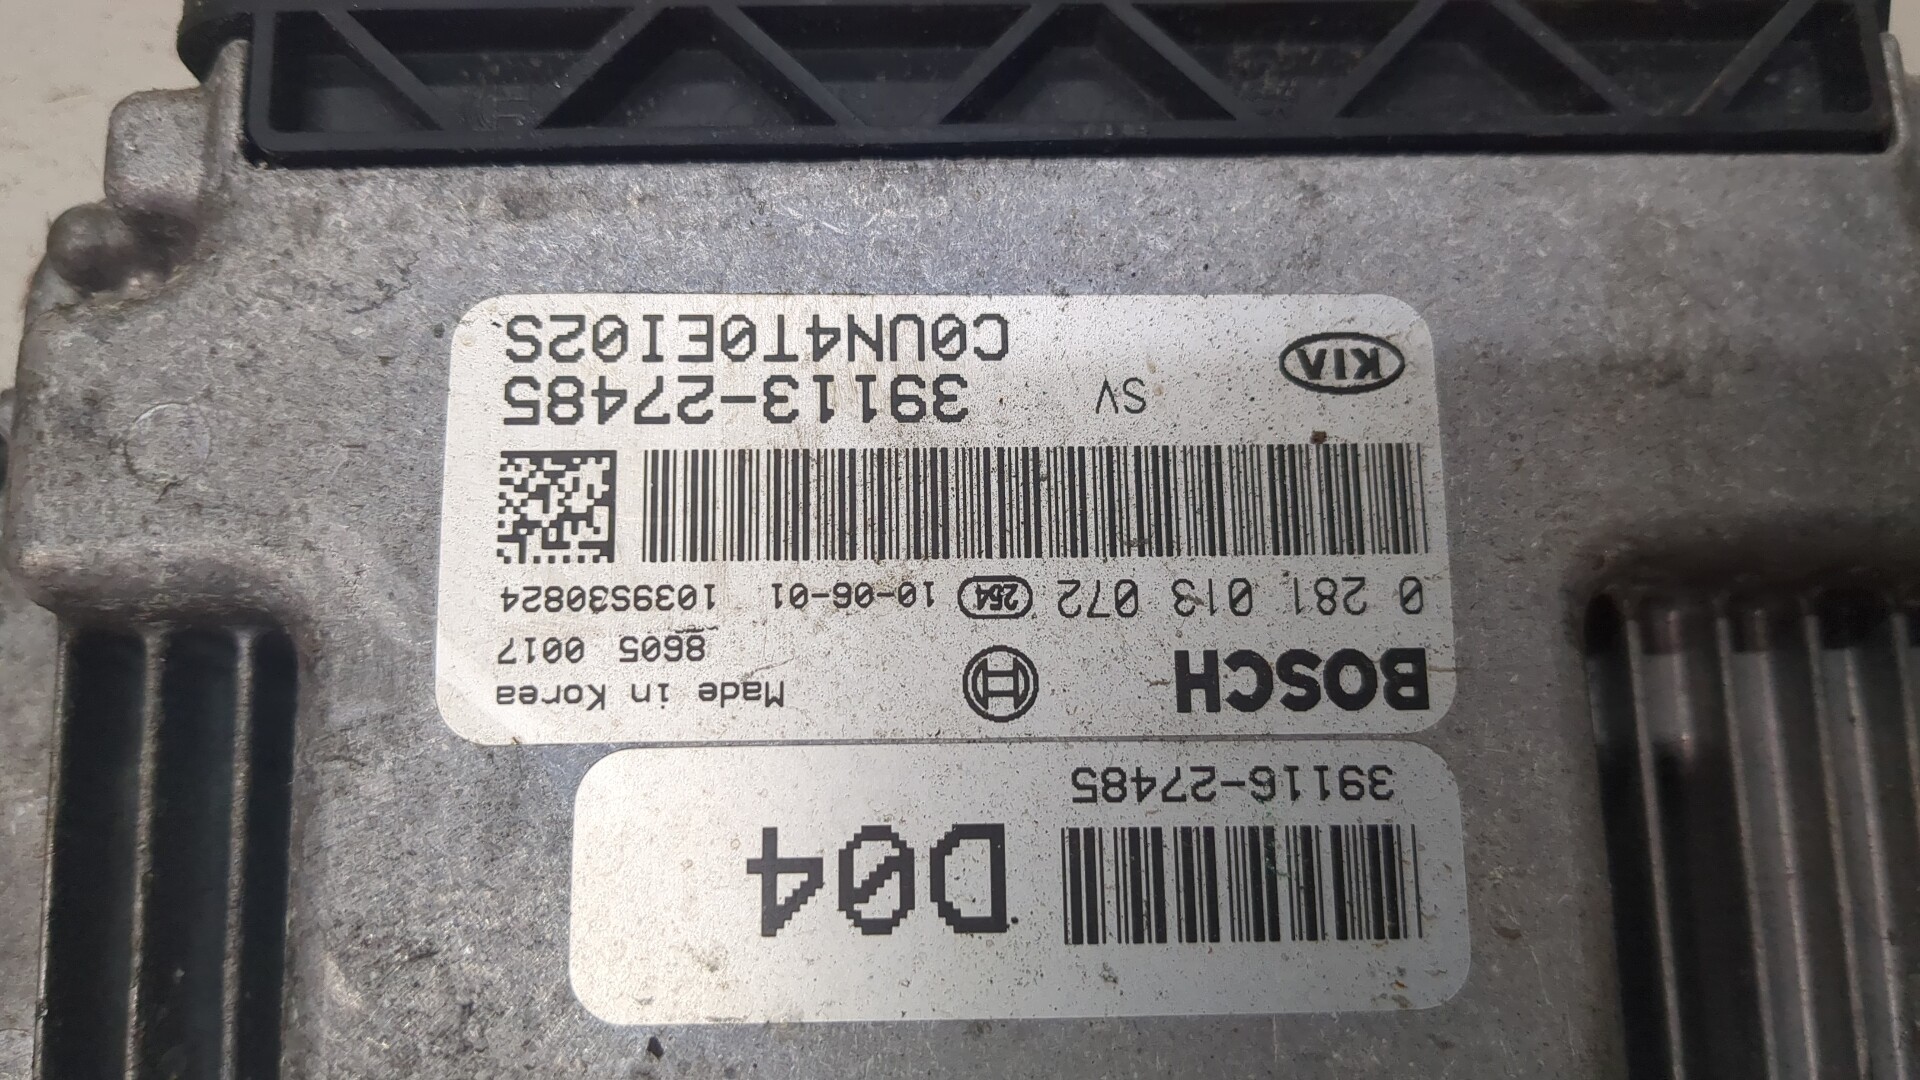 39116-27485
D04
BOSCH
Made in Korea
8605 0017
0 281 013 072 264 10-06-01 1039S30824
SV 39113-27485
KIA C0UN4T0EI02S